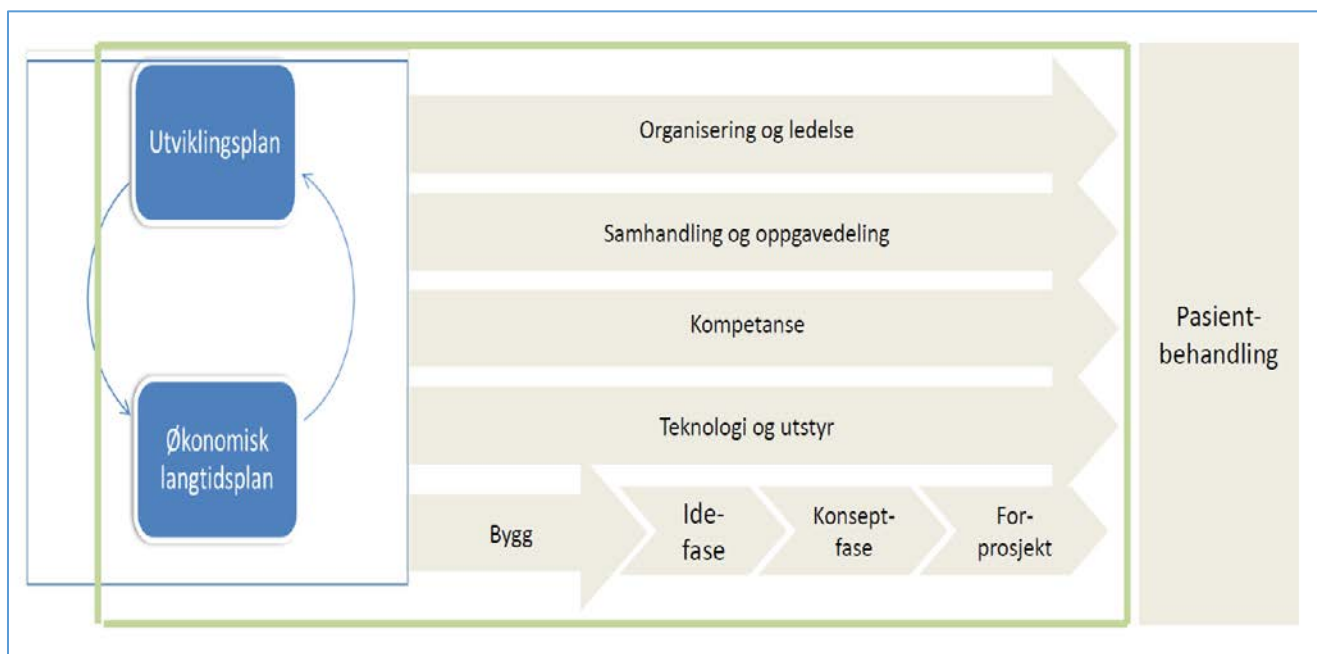 Utviklingsplan
Økonomisk
langtidsplan
Organisering og ledelse
Samhandling og oppgavedeling
Kompetanse
Teknologi og utstyr
Bygg
Ide-
fase
Konsept-
fase
For-
prosjekt
Pasient-
behandling